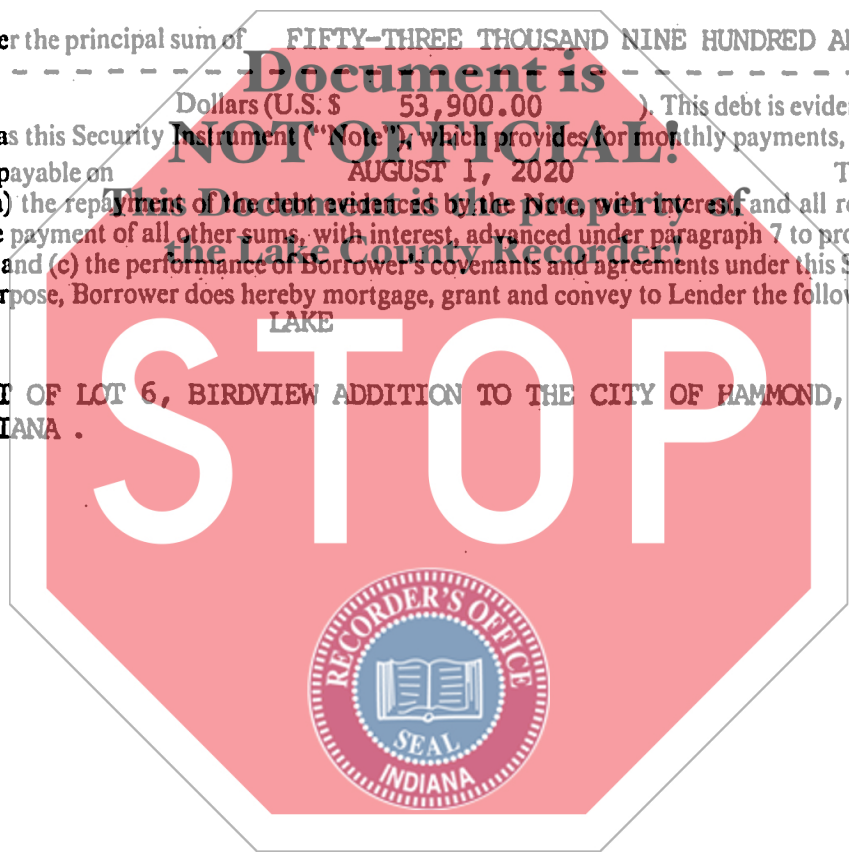 er the principal sum of FIFTY-THREE THOUSAND NINE HUNDRED A
Document is
Dollars (U.S. $ 53,900.00 ). This debt is evide
as this Security Instrument ("Note"), which provides for monthly payments,
NOT OFFICIAL!
payable on AUGUST 1, 2020 T
) the repayment of the debt evidenced by the Note, with interest, and all re
This Document is the property of
payment of all other sums, with interest, advanced under paragraph 7 to pro
the Lake County Recorder!
and (c) the performance of Borrower's covenants and agreements under this S
rpose, Borrower does hereby mortgage, grant and convey to Lender the follow
LAKE
T OF LOT 6, BIRDVIEW ADDITION TO THE CITY OF HAMMOND,
IANA .
STOP
RECORDER'S OFFICE
SEAL
INDIANA